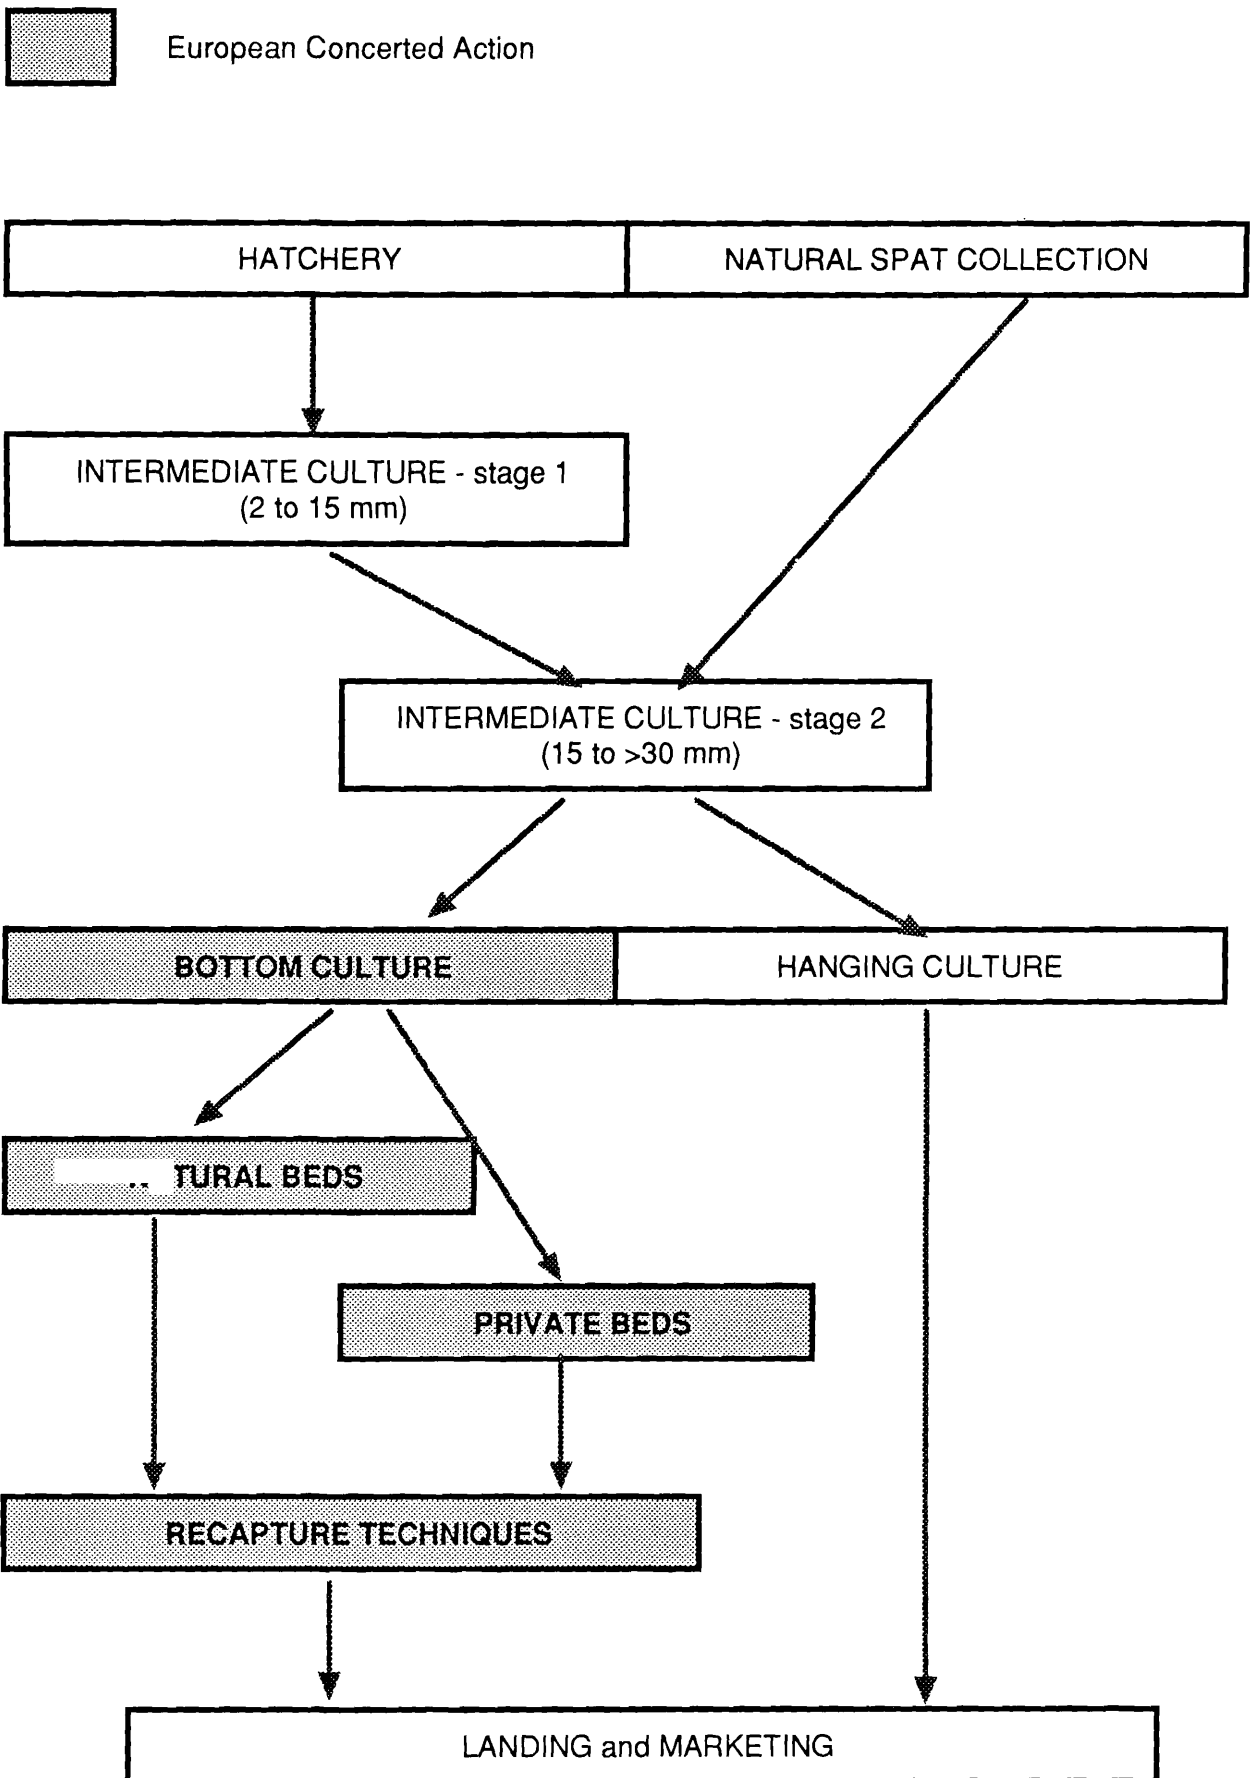 European Concerted Action
HATCHERY
NATURAL SPAT COLLECTION
INTERMEDIATE CULTURE - stage 1
(2 to 15 mm)
INTERMEDIATE CULTURE - stage 2
(15 to >30 mm)
BOTTOM CULTURE
HANGING CULTURE
TURAL BEDS
PRIVATE BEDS
RECAPTURE TECHNIQUES
LANDING and MARKETING